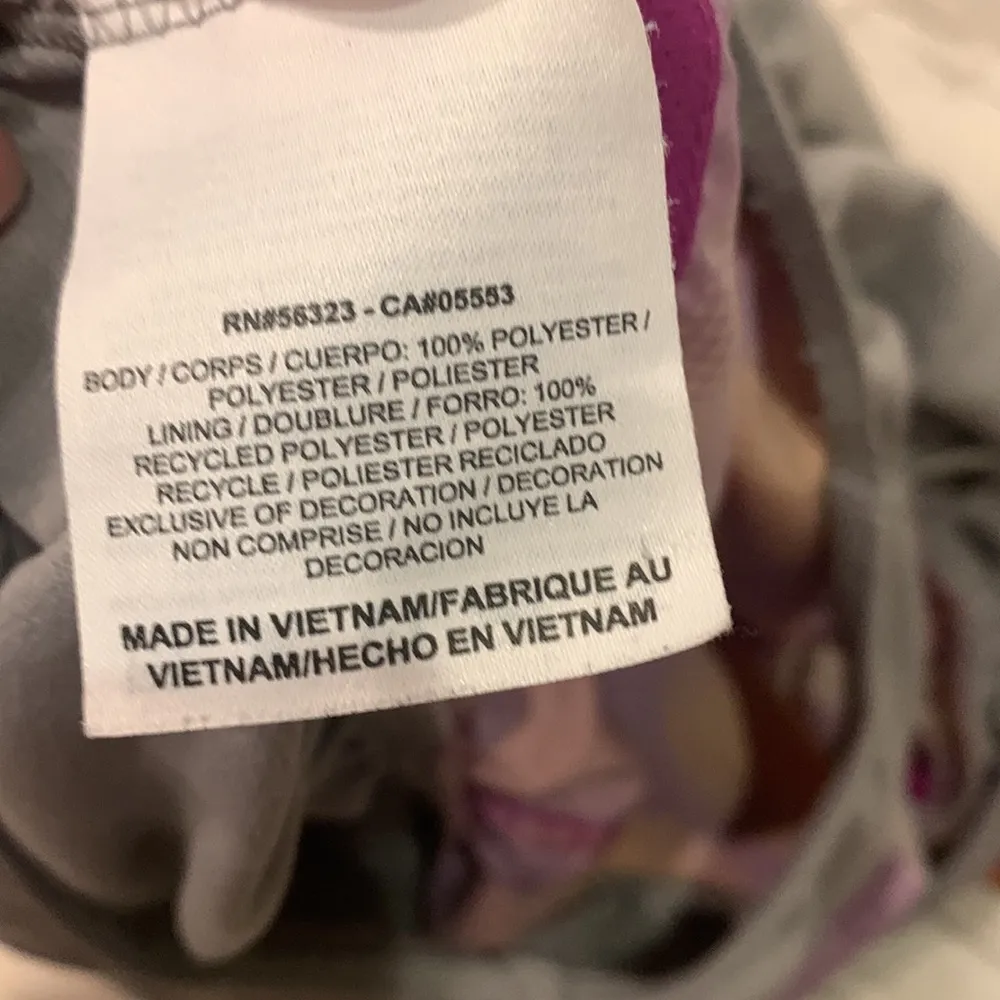 RN#56323 - CA#05553
BODY / CORPS / CUERPO: 100% POLYESTER /
POLYESTER / POLIESTER
LINING / DOUBLURE / FORRO: 100%
RECYCLED POLYESTER / POLYESTER
RECYCLE / POLIESTER RECICLADO
EXCLUSIVE OF DECORATION / DECORATION
NON COMPRISE / NO INCLUYE LA
DECORACION
MADE IN VIETNAM/FABRIQUE AU
VIETNAM/HECHO EN VIETNAM